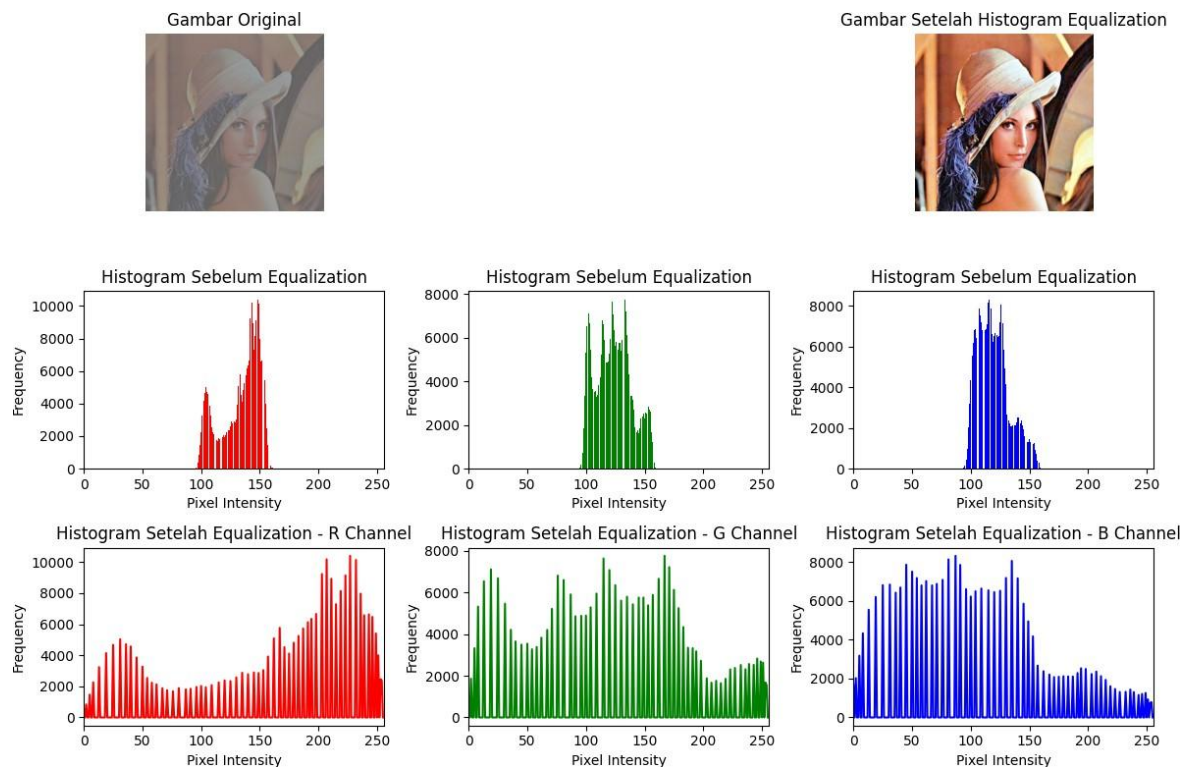 Gambar Original
Gambar Setelah Histogram Equalization
Histogram Sebelum Equalization
Histogram Sebelum Equalization
Histogram Sebelum Equalization
10000
8000
6000
4000
2000
0
Frequency
0 50 100 150 200 250
Pixel Intensity
8000
6000
4000
2000
0
Frequency
0 50 100 150 200 250
Pixel Intensity
8000
6000
4000
2000
0
Frequency
0 50 100 150 200 250
Pixel Intensity
Histogram Setelah Equalization - R Channel
Histogram Setelah Equalization - G Channel
Histogram Setelah Equalization - B Channel
10000
8000
6000
4000
2000
0
Frequency
0 50 100 150 200 250
Pixel Intensity
8000
6000
4000
2000
0
Frequency
0 50 100 150 200 250
Pixel Intensity
8000
6000
4000
2000
0
Frequency
0 50 100 150 200 250
Pixel Intensity